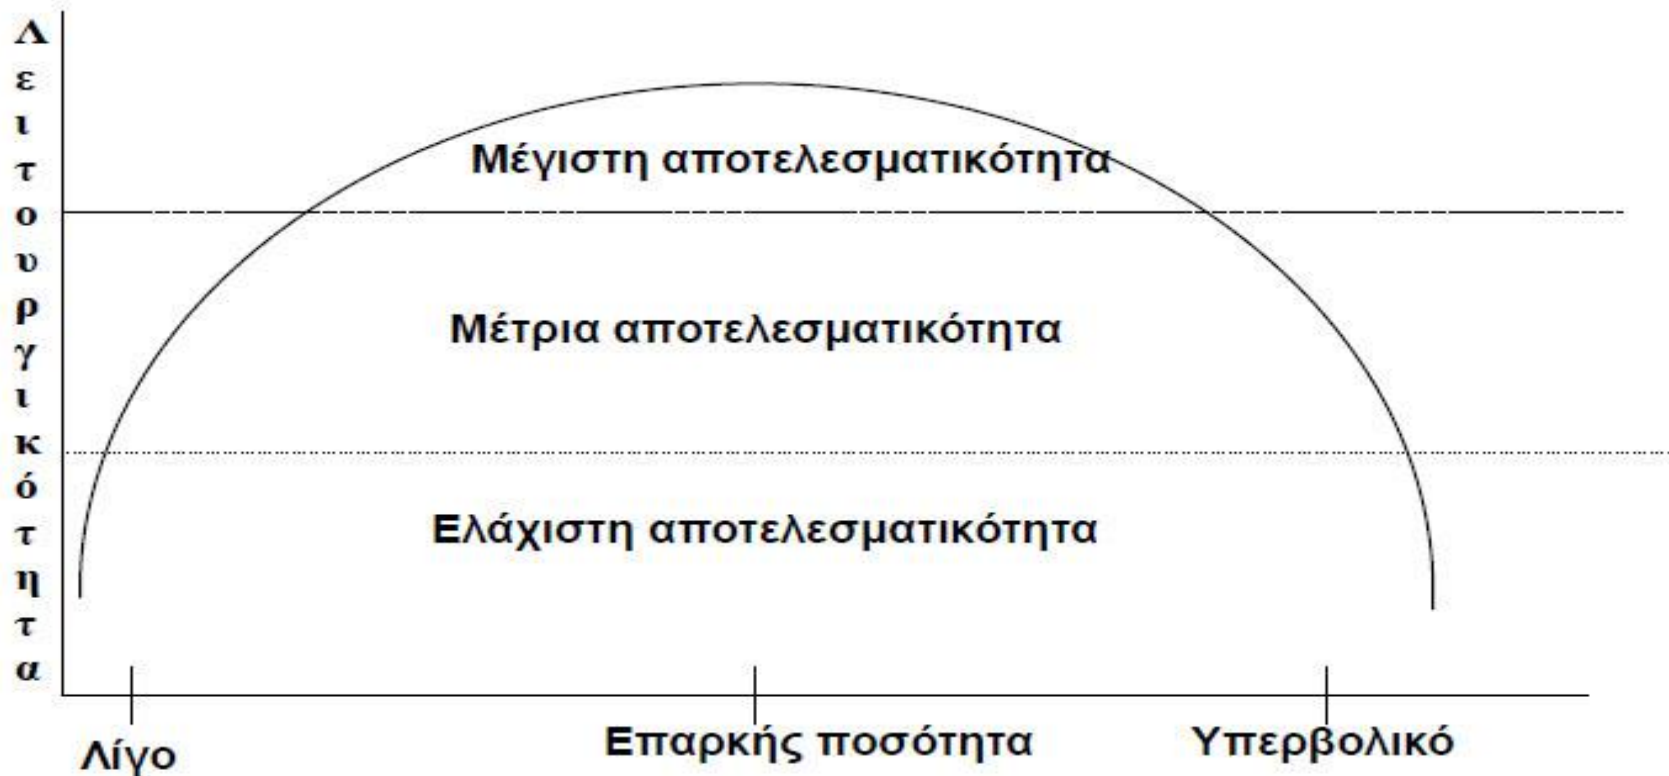 Λειτουργικότητα
Μέγιστη αποτελεσματικότητα
Μέτρια αποτελεσματικότητα
Ελάχιστη αποτελεσματικότητα
Λίγο
Επαρκής ποσότητα
Υπερβολικό